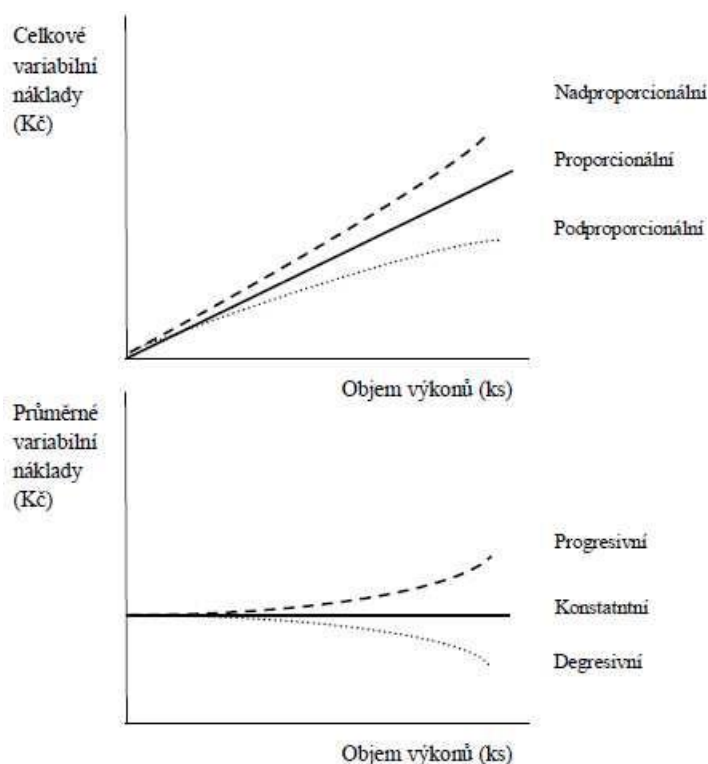 Celkové
variabilní
náklady
(Kč)
Nadproporcionální
Proporcionální
Podproporcionální
Objem výkonů (ks)
Průměrné
variabilní
náklady
(Kč)
Progresivní
Konstatntní
Degresivní
Objem výkonů (ks)